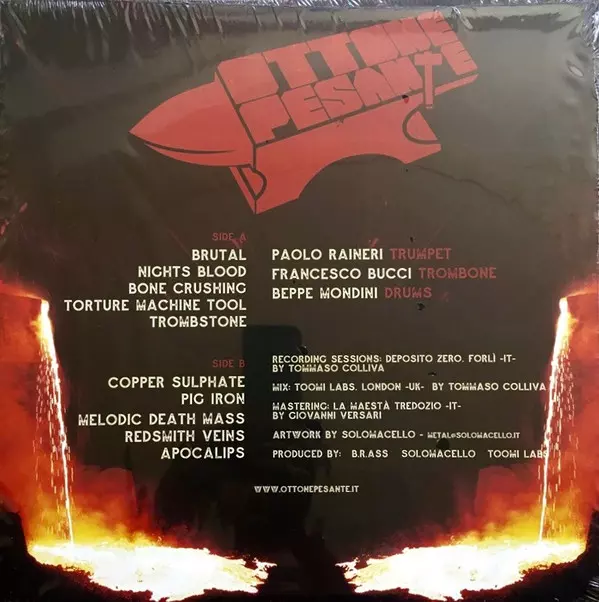 OTTONE
PESANTE
SIDE A
BRUTAL
NIGHTS BLOOD
BONE CRUSHING
TORTURE MACHINE TOOL
TROMBSTONE
PAOLO RAINERI TRUMPET
FRANCESCO BUCCI TROMBONE
BEPPE MONDINI DRUMS
SIDE B
COPPER SULPHATE
PIG IRON
MELODIC DEATH MASS
REDSMITH VEINS
APOCALIPS
RECORDING SESSIONS: DEPOSITO ZERO, FORLÌ -IT-
BY TOMMASO COLLIVA
MIX: TOOMI LABS, LONDON -UK- BY TOMMASO COLLIVA
MASTERING: LA MAESTÀ TREDOZIO -IT-
BY GIOVANNI VERSARI
ARTWORK BY SOLOMACELLO - METAL@SOLOMACELLO.IT
PRODUCED BY: B.R.ASS SOLOMACELLO TOOMI LABS
WWW.OTTONEPESANTE.IT